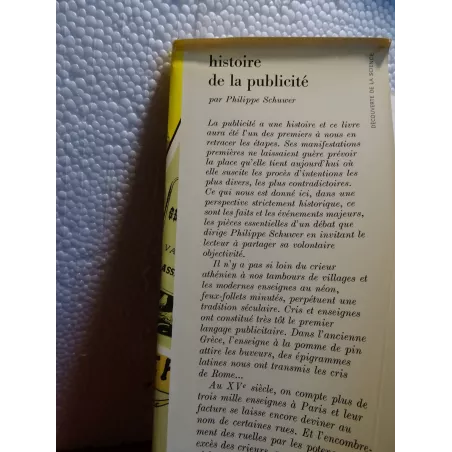 histoire
de la publicité
par Philippe Schuwer
DÉCOUVERTE DE LA SCIENCE
La publicité a une histoire et ce livre
aura été l'un des premiers à nous en
retracer les étapes. Ses manifestations
premières ne laissaient guère prévoir
la place qu'elle tient aujourd'hui où
elle suscite les procès d'intentions les
plus divers, les plus contradictoires.
Ce qui nous est donné ici, dans une
perspective strictement historique, ce
sont les faits et les événements majeurs,
les pièces essentielles d'un débat que
dirige Philippe Schuwer en invitant le
lecteur à partager sa volontaire
objectivité.
Il n'y a pas si loin du crieur
athénien à nos tambours de villages et
les modernes enseignes au néon,
feux-follets minutés, perpétuent une
tradition séculaire. Cris et enseignes
ont constitué très tôt le premier
langage publicitaire. Dans l'ancienne
Grèce, l'enseigne à la pomme de pin
attire les buveurs, des épigrammes
latines nous ont transmis les cris
de Rome...
Au XVe siècle, on compte plus de
trois mille enseignes à Paris et leur
facture se laisse encore deviner au
nom de certaines rues. Et l'encombre-
ment des ruelles par les potences
excès des crieurs
VA
ASS